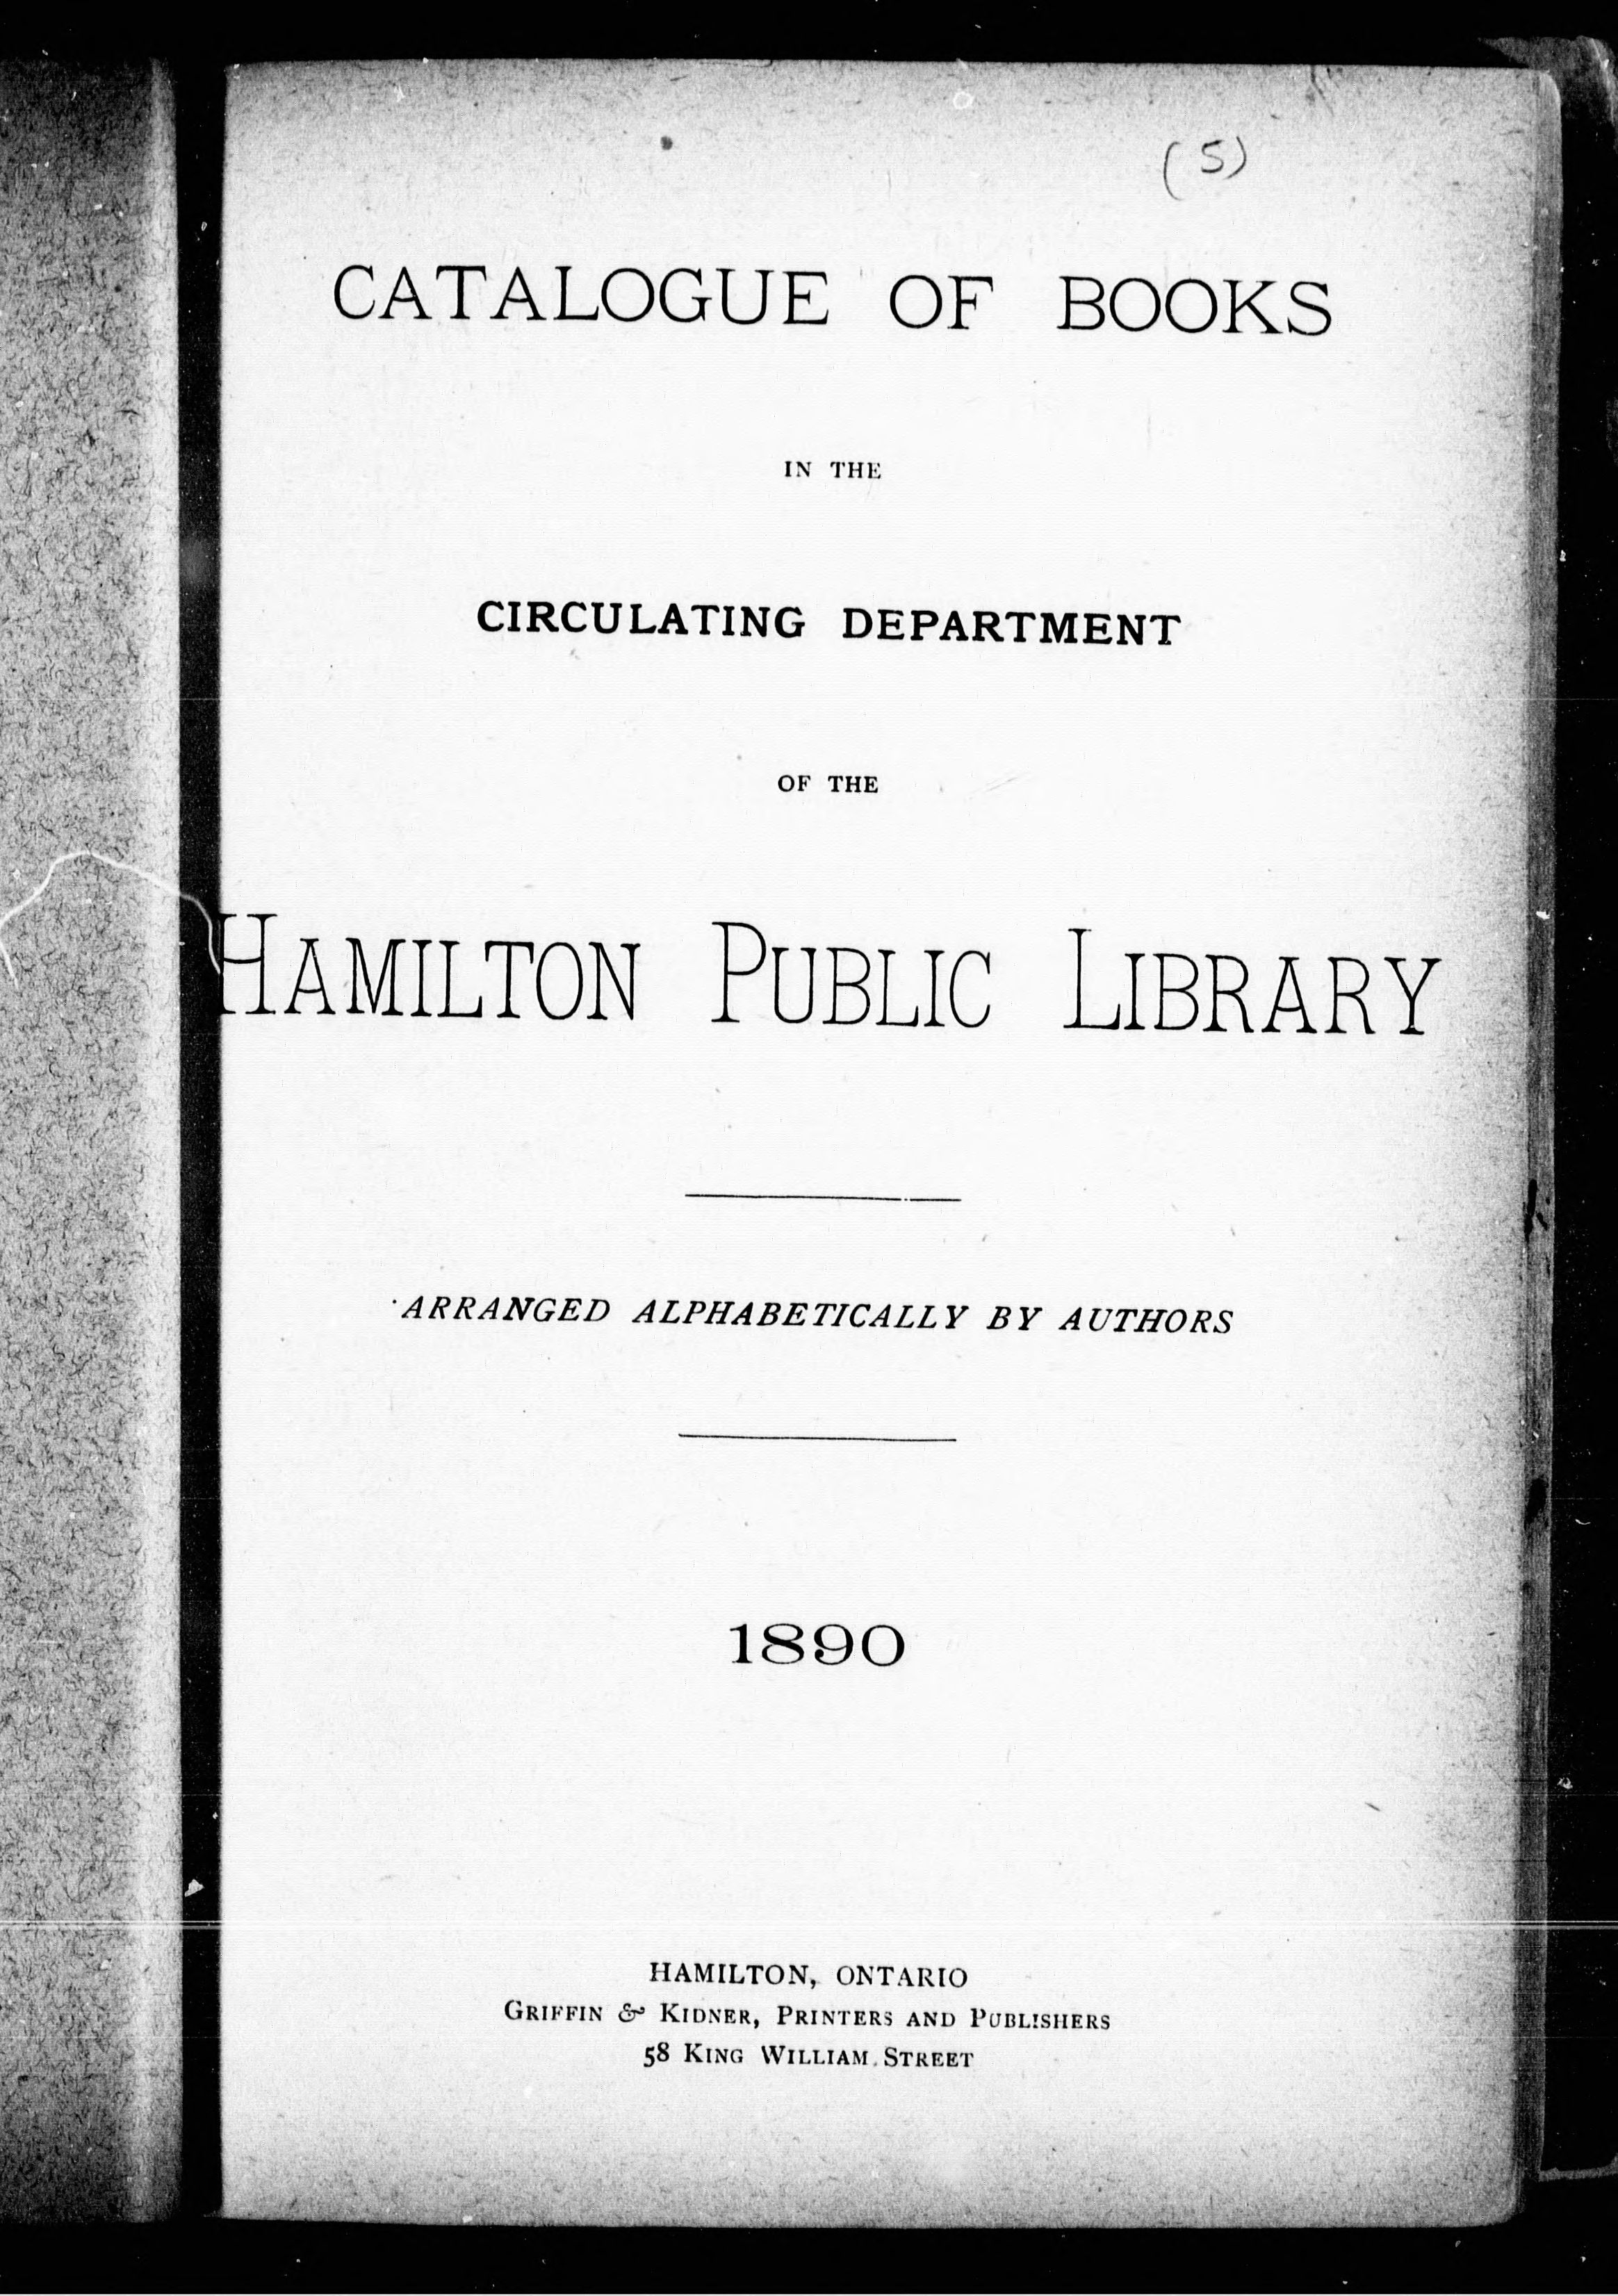 (5)
CATALOGUE OF BOOKS
IN THE
CIRCULATING DEPARTMENT
OF THE
HAMILTON PUBLIC LIBRARY
ARRANGED ALPHABETICALLY BY AUTHORS
1890
HAMILTON, ONTARIO
GRIFFIN & KIDNER, PRINTERS AND PUBLISHERS
58 KING WILLIAM STREET